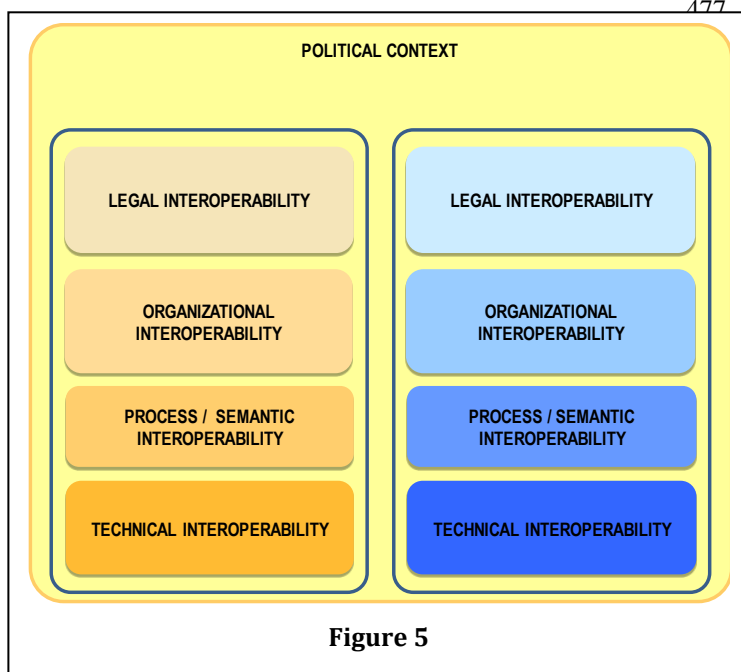 477
POLITICAL CONTEXT
LEGAL INTEROPERABILITY
ORGANIZATIONAL
INTEROPERABILITY
PROCESS / SEMANTIC
INTEROPERABILITY
TECHNICAL INTEROPERABILITY
LEGAL INTEROPERABILITY
ORGANIZATIONAL
INTEROPERABILITY
PROCESS / SEMANTIC
INTEROPERABILITY
TECHNICAL INTEROPERABILITY
Figure 5